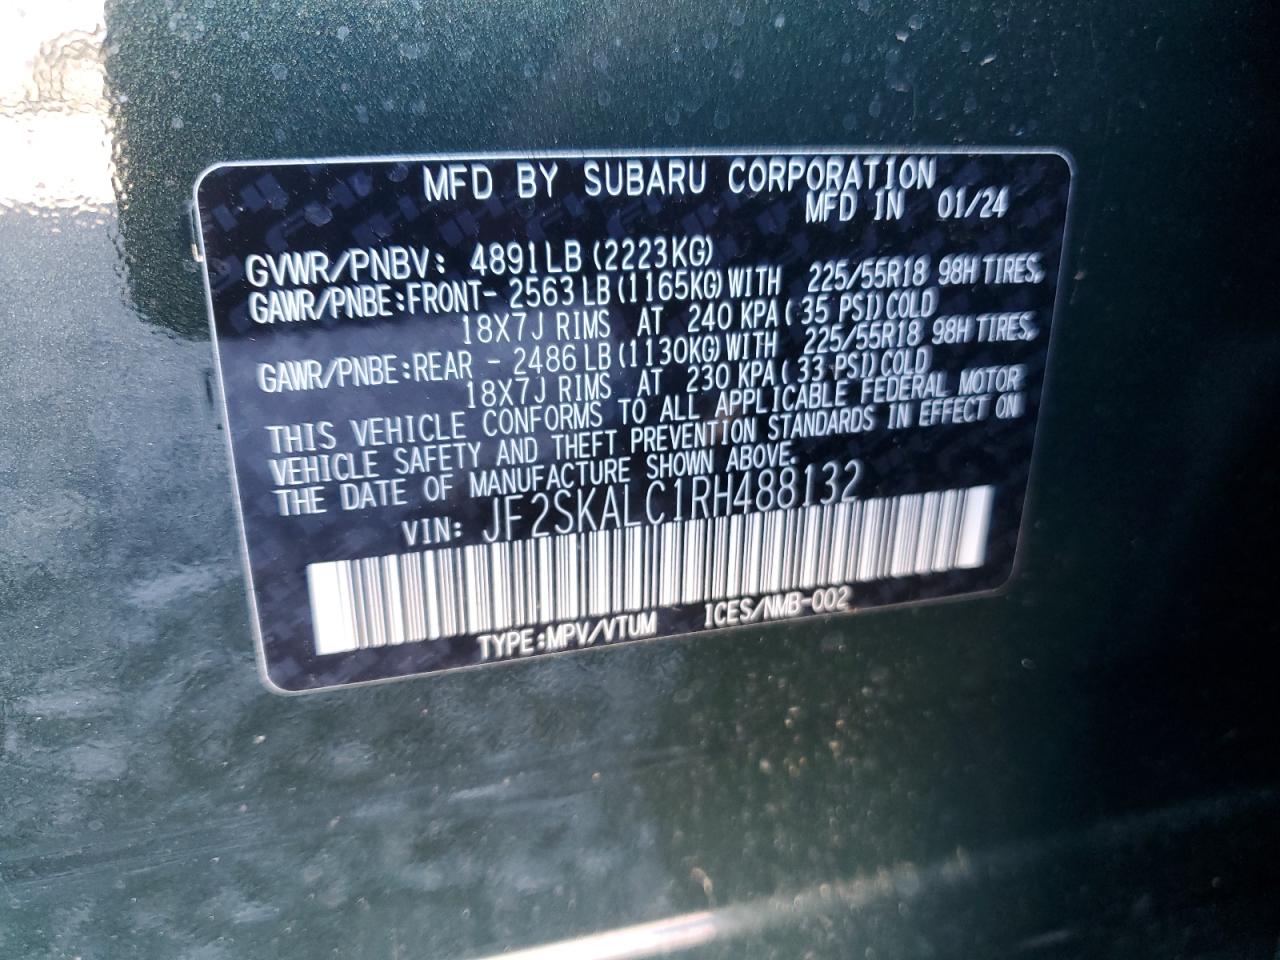 MFD BY SUBARU CORPORATION
MFD IN 01/24
GVWR/PNBV: 4891LB (2223KG)
GAWR/PNBE:FRONT- 2563LB(1165KG)WITH 225/55R18 98H TIRES,
18X7J RIMS AT 240 KPA( 35 PSI)COLD
GAWR/PNBE:REAR - 2486LB(1130KG)WITH 225/55R18 98H TIRES,
18X7J RIMS AT 230 KPA( 33 PSI)COLD
THIS VEHICLE CONFORMS TO ALL APPLICABLE FEDERAL MOTOR
VEHICLE SAFETY AND THEFT PREVENTION STANDARDS IN EFFECT ON
THE DATE OF MANUFACTURE SHOWN ABOVE.
VIN: JF2SKALC1RH488132
TYPE:MPV/VTUM ICES/NMB-002